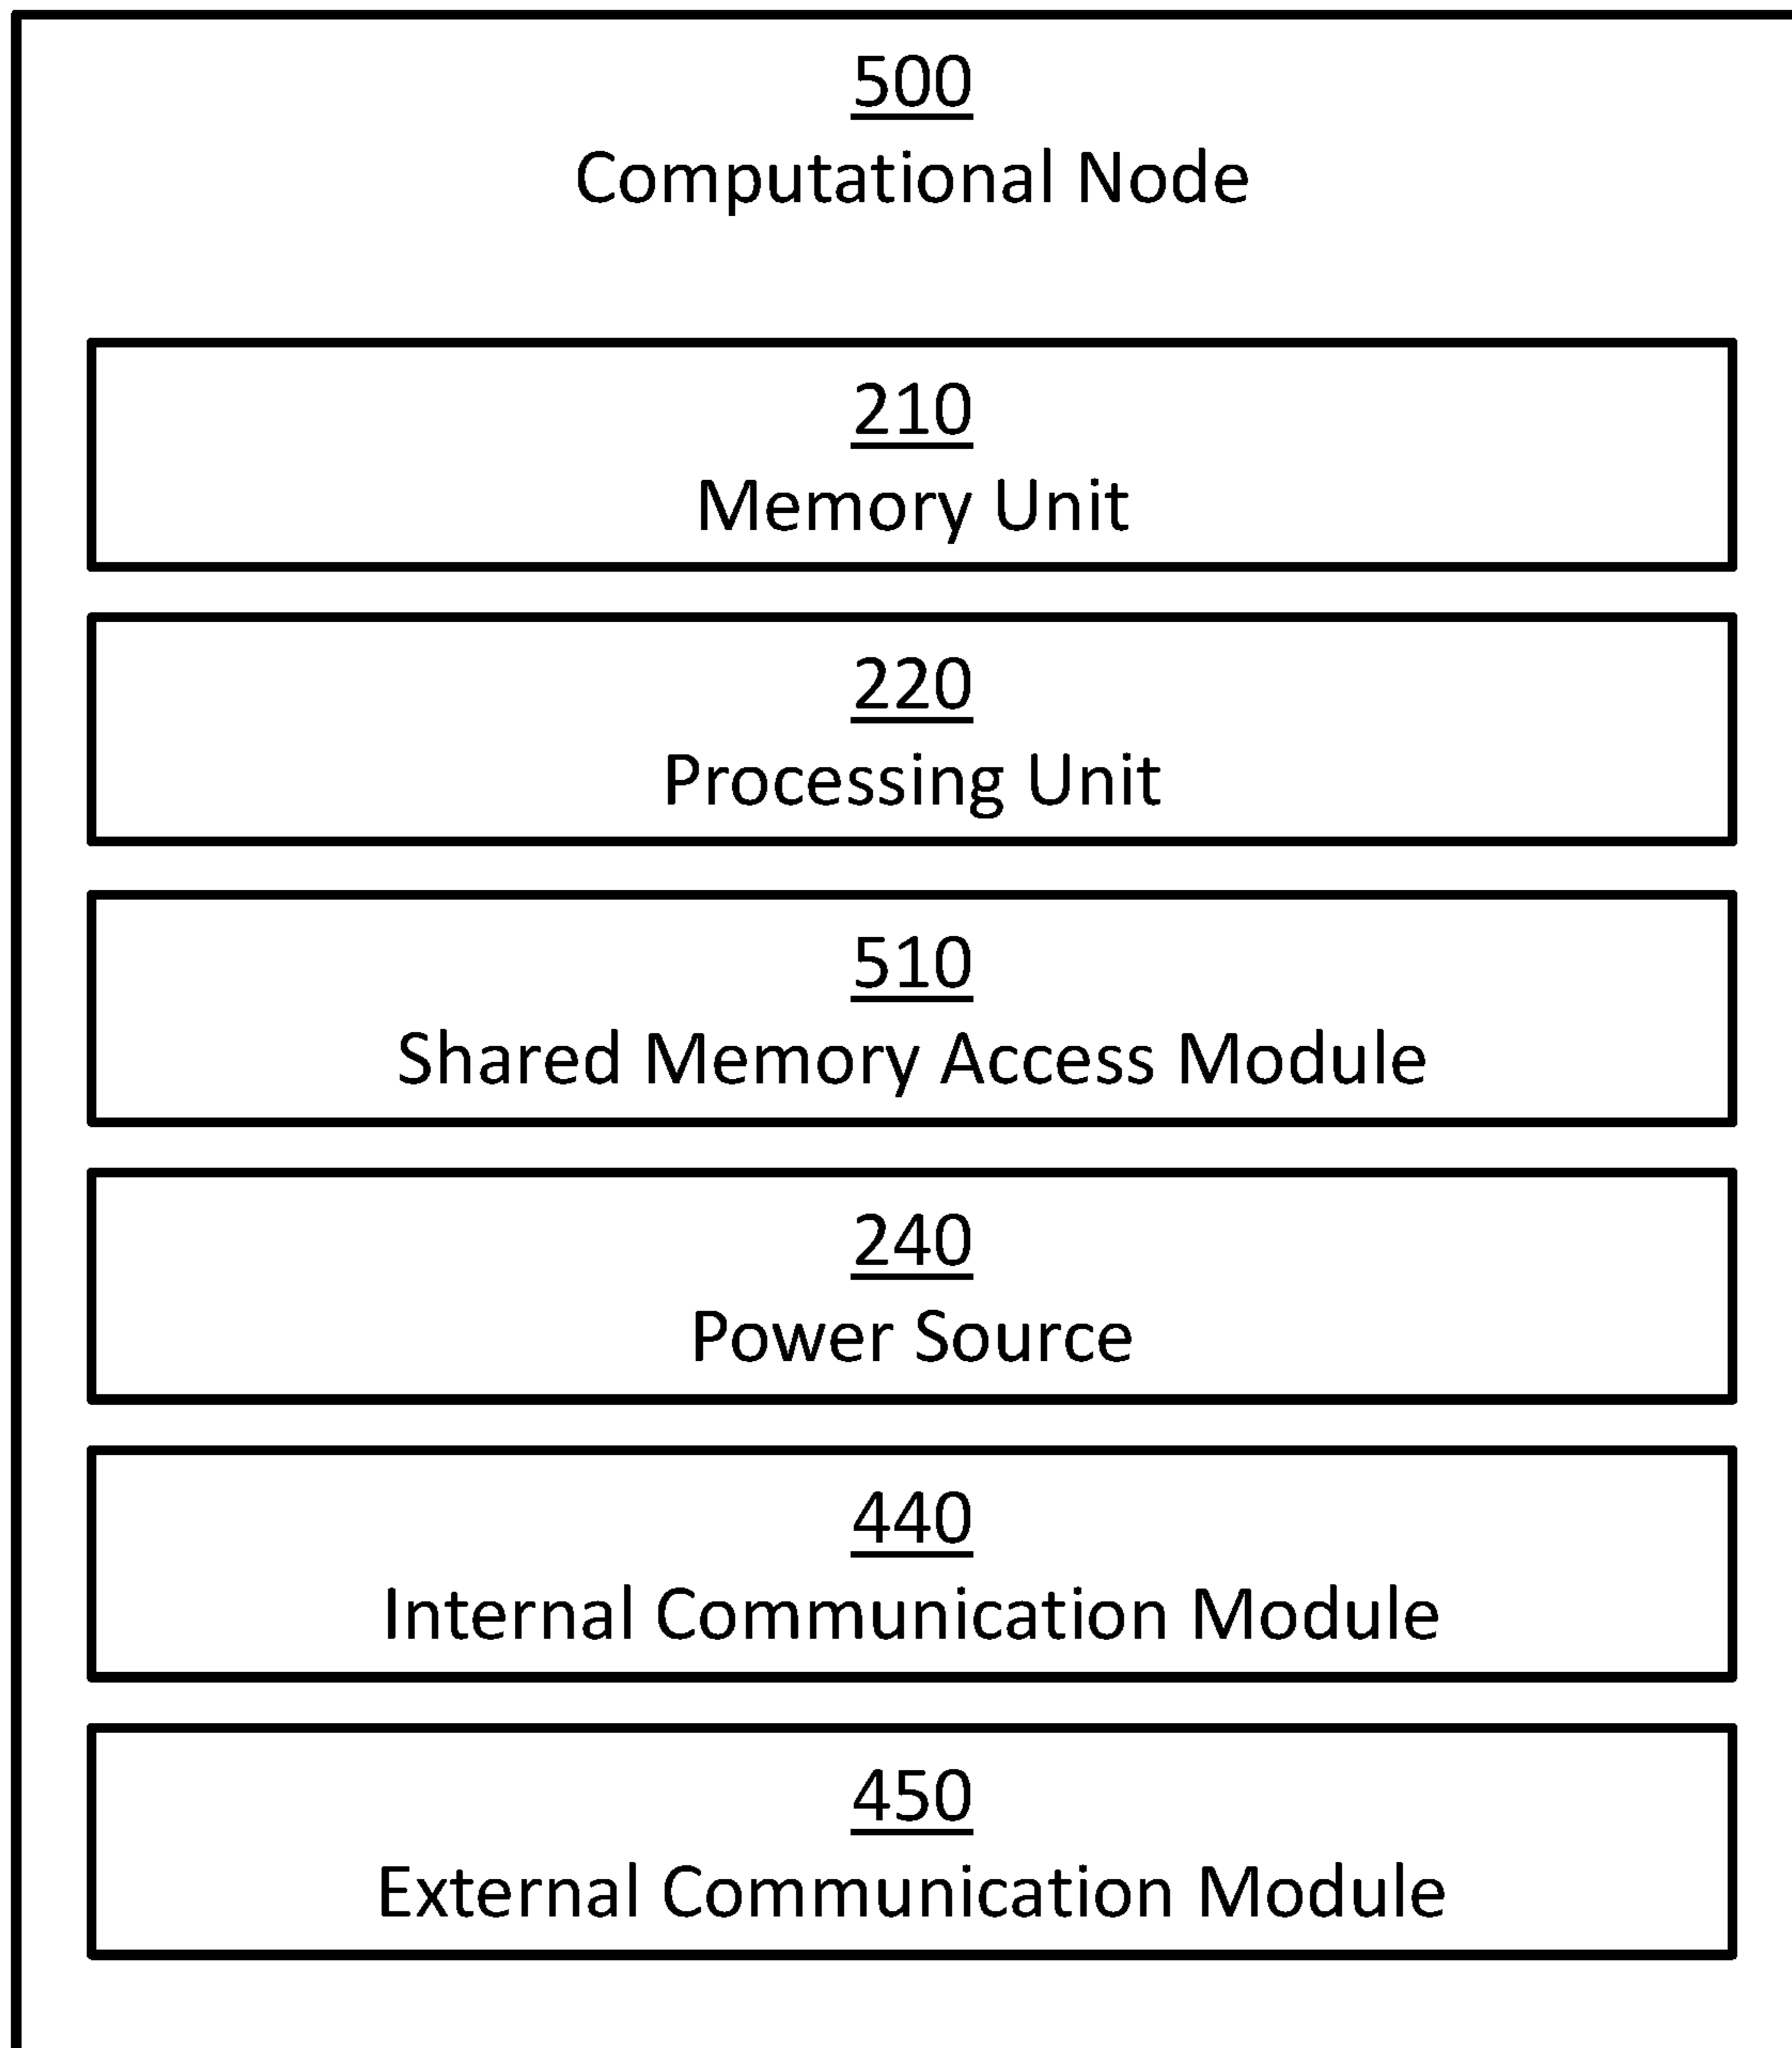 500
Computational Node
210
Memory Unit
220
Processing Unit
510
Shared Memory Access Module
240
Power Source
440
Internal Communication Module
450
External Communication Module